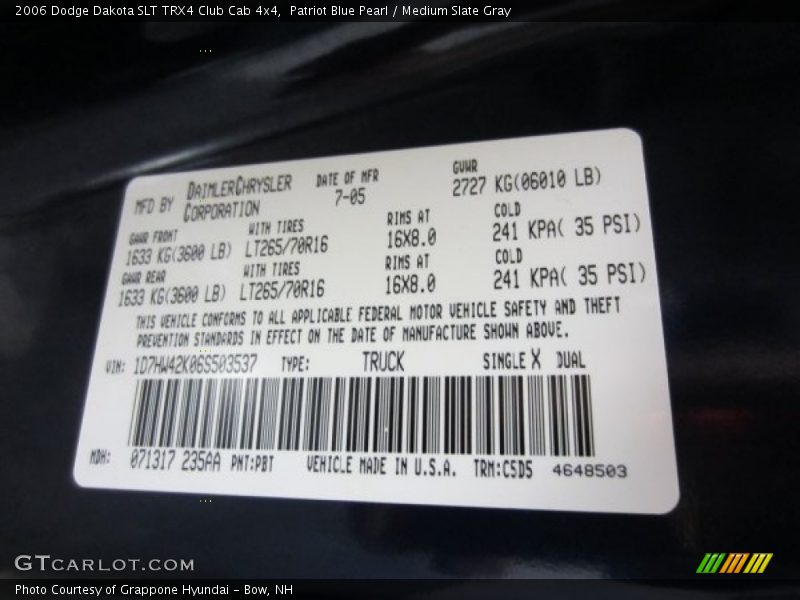 2006 Dodge Dakota SLT TRX4 Club Cab 4x4,  Patriot Blue Pearl / Medium Slate Gray
MFD BY DAIMLERCHRYSLER CORPORATION
DATE OF MFR 7-05
GVWR 2727 KG(06010 LB)
GAWR FRONT 1633 KG(3600 LB)
WITH TIRES LT265/70R16
RIMS AT 16X8.0
COLD 241 KPA( 35 PSI)
GAWR REAR 1633 KG(3600 LB)
WITH TIRES LT265/70R16
RIMS AT 16X8.0
COLD 241 KPA( 35 PSI)
THIS VEHICLE CONFORMS TO ALL APPLICABLE FEDERAL MOTOR VEHICLE SAFETY AND THEFT
PREVENTION STANDARDS IN EFFECT ON THE DATE OF MANUFACTURE SHOWN ABOVE.
VIN: 1D7HW42K06S503537 TYPE: TRUCK SINGLE X DUAL
MDH: 071317 235AA PNT:PBT VEHICLE MADE IN U.S.A. TRM:C5D5 4648503
GTCARLOT.COM
Photo Courtesy of Grappone Hyundai - Bow, NH